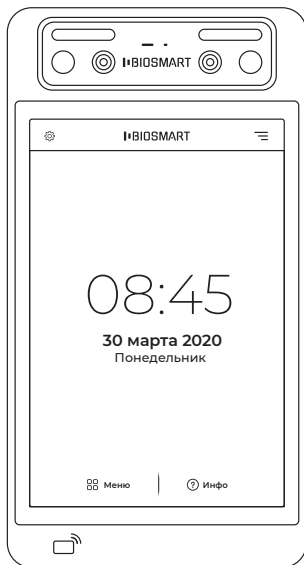 BIOSMART
BIOSMART
08:45
30 марта 2020
Понедельник
Меню
? Инфо